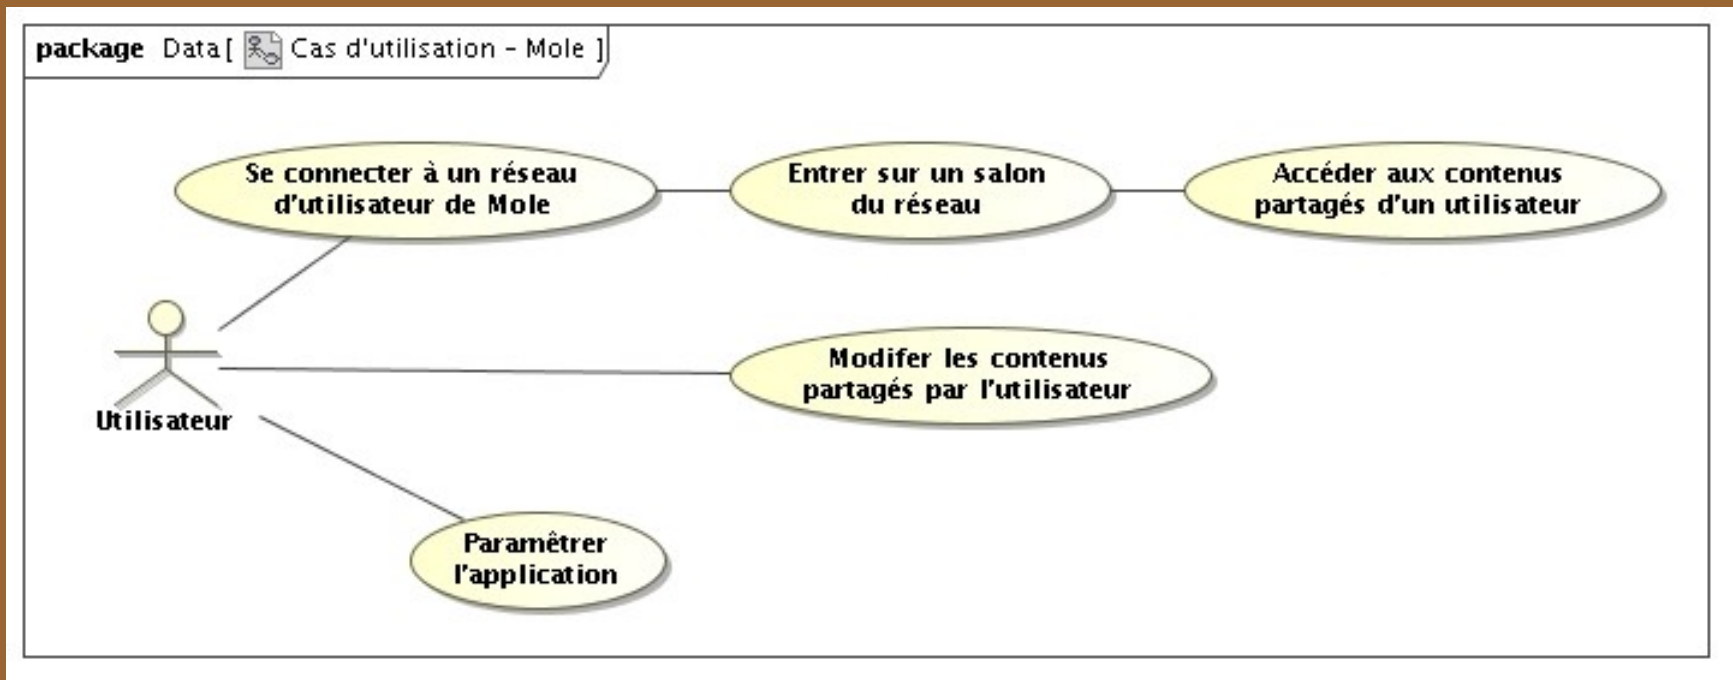 package Data[ Cas d'utilisation - Mole ]
Se connecter à un réseau
d'utilisateur de Mole
Entrer sur un salon
du réseau
Accéder aux contenus
partagés d'un utilisateur
Modifer les contenus
partagés par l'utilisateur
Utilisateur
Paramêtrer
l'application